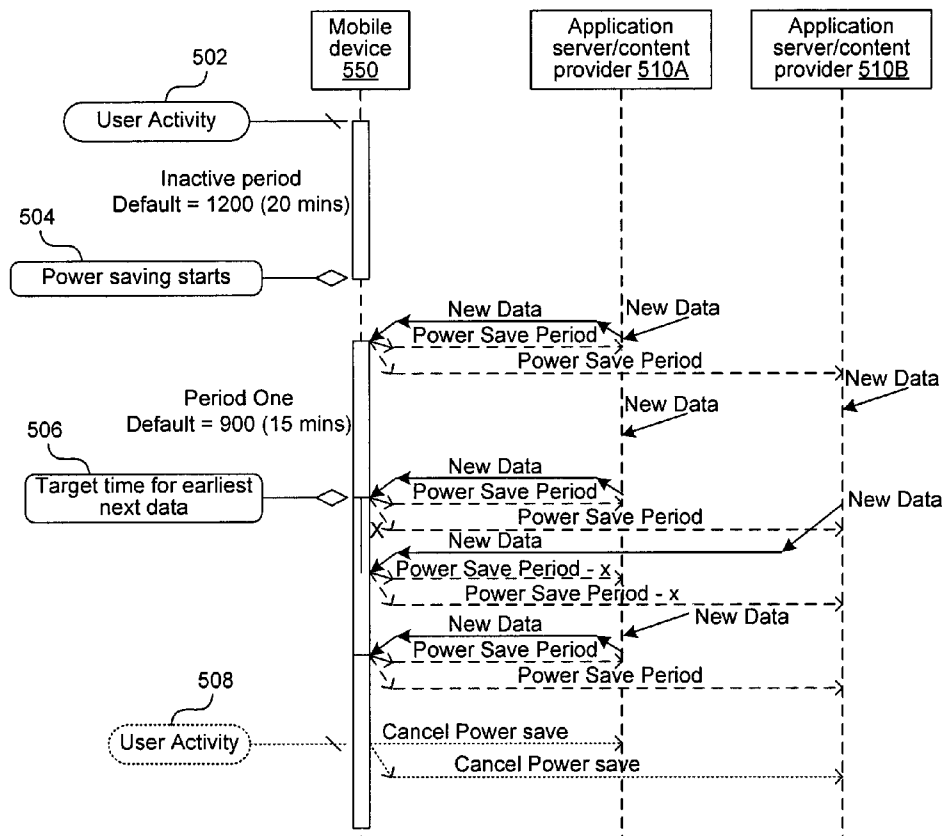 Mobile
device
550
Application
server/content
provider 510A
Application
server/content
provider 510B
502
User Activity
Inactive period
Default = 1200 (20 mins)
504
Power saving starts
New Data
New Data
Power Save Period
Power Save Period
New Data
Period One
Default = 900 (15 mins)
New Data
506
Target time for earliest
next data
New Data
Power Save Period
New Data
Power Save Period
X
New Data
Power Save Period - x
Power Save Period - x
New Data
New Data
Power Save Period
Power Save Period
508
User Activity
Cancel Power save
Cancel Power save